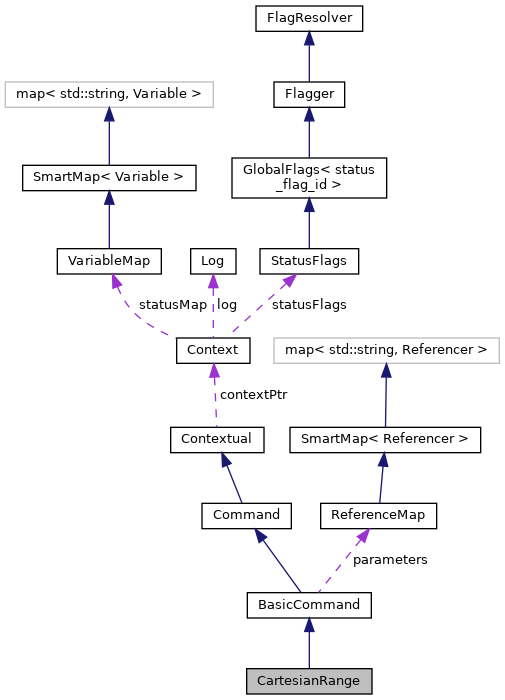 FlagResolver
map< std::string, Variable >
Flagger
SmartMap< Variable >
GlobalFlags< status
_flag_id >
VariableMap
Log
StatusFlags
statusMap
log
statusFlags
Context
map< std::string, Referencer >
contextPtr
Contextual
SmartMap< Referencer >
Command
ReferenceMap
parameters
BasicCommand
CartesianRange